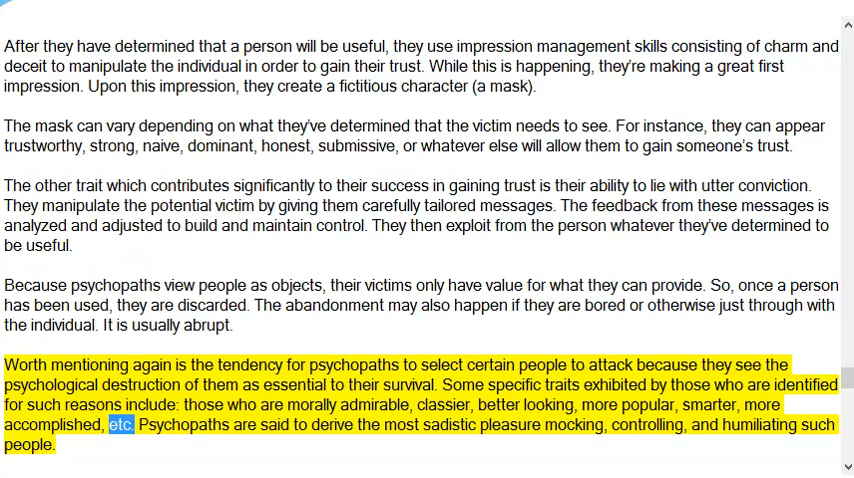 After they have determined that a person will be useful, they use impression management skills consisting of charm and
deceit to manipulate the individual in order to gain their trust. While this is happening, they're making a great first
impression. Upon this impression, they create a fictitious character (a mask).
The mask can vary depending on what they've determined that the victim needs to see. For instance, they can appear
trustworthy, strong, naive, dominant, honest, submissive, or whatever else will allow them to gain someone's trust.
The other trait which contributes significantly to their success in gaining trust is their ability to lie with utter conviction.
They manipulate the potential victim by giving them carefully tailored messages. The feedback from these messages is
analyzed and adjusted to build and maintain control. They then exploit from the person whatever they've determined to
be useful.
Because psychopaths view people as objects, their victims only have value for what they can provide. So, once a person
has been used, they are discarded. The abandonment may also happen if they are bored or otherwise just through with
the individual. It is usually abrupt.
Worth mentioning again is the tendency for psychopaths to select certain people to attack because they see the
psychological destruction of them as essential to their survival. Some specific traits exhibited by those who are identified
for such reasons include: those who are morally admirable, classier, better looking, more popular, smarter, more
accomplished, etc. Psychopaths are said to derive the most sadistic pleasure mocking, controlling, and humiliating such
people.